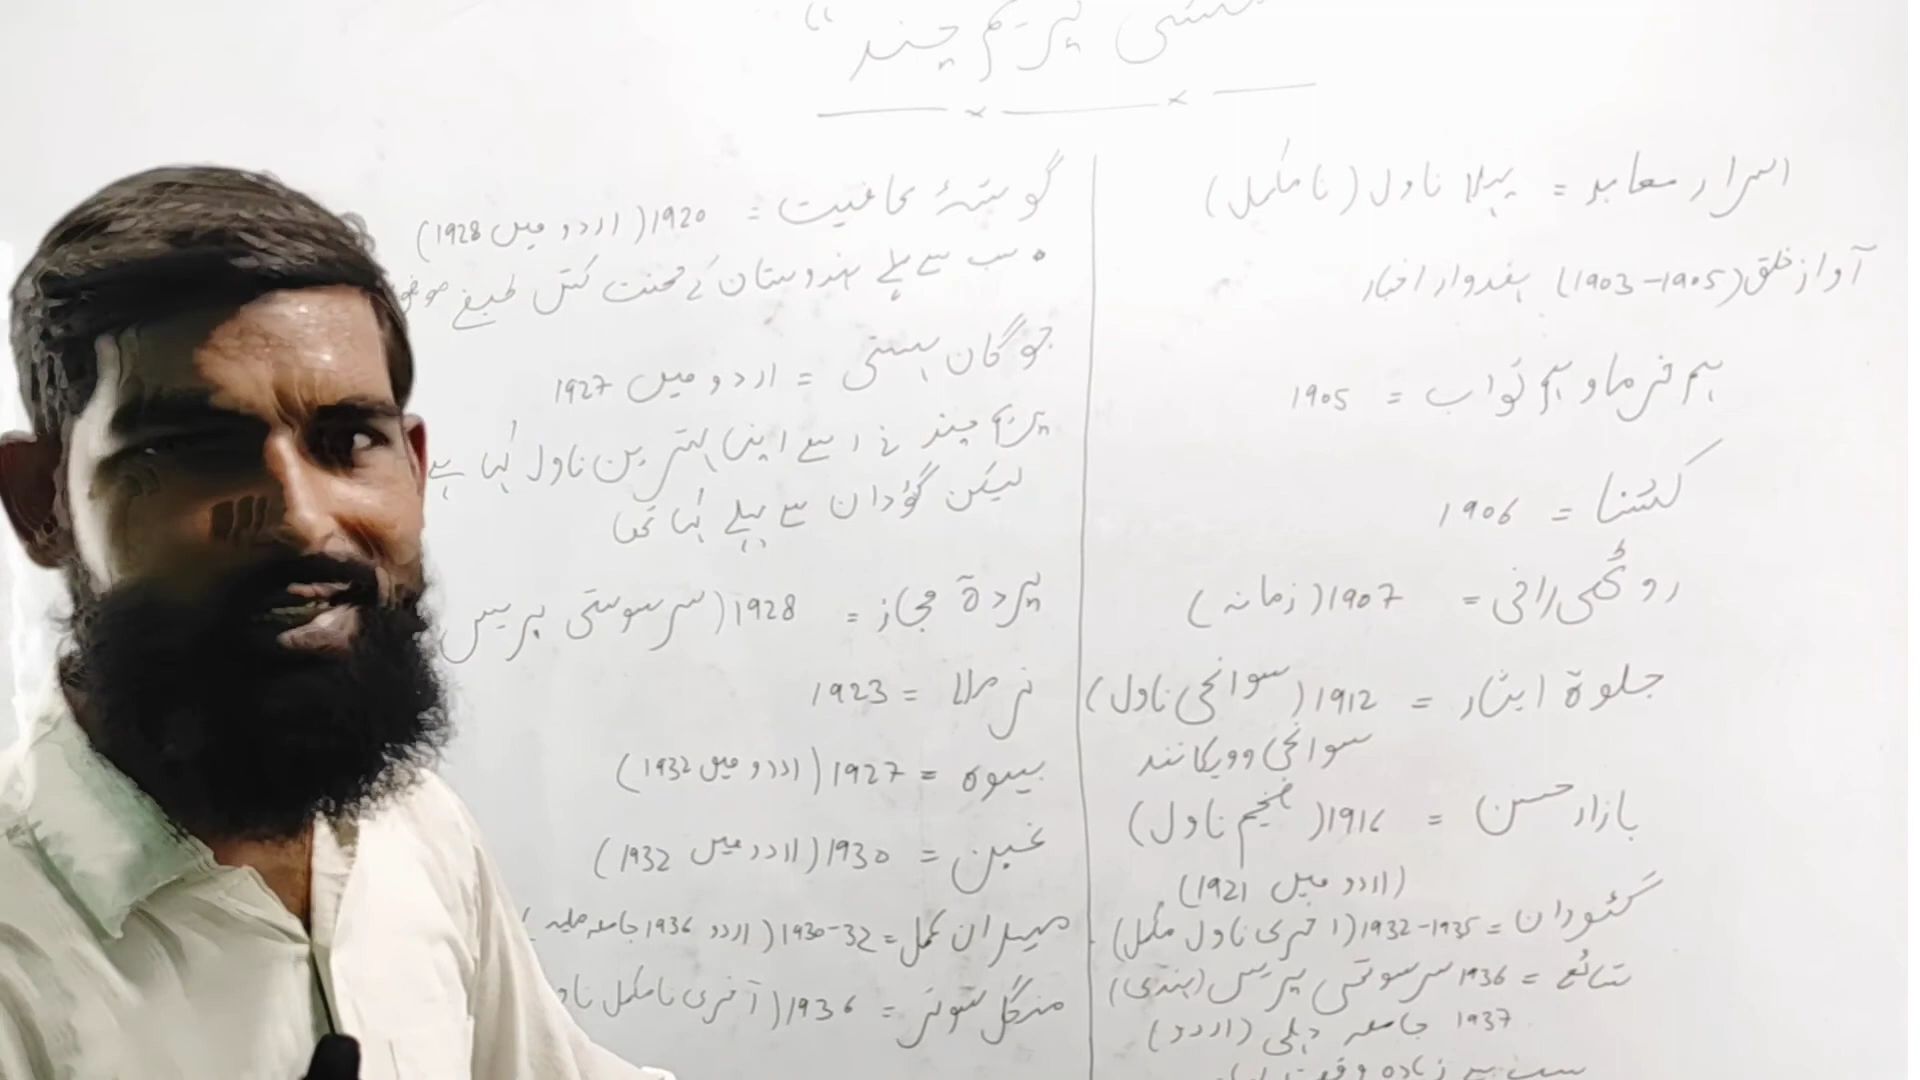 منشی پریم چند"
اسرار معابد = پہلا ناول (نامکمل)
آوازِ خلق (1903-1905) ہفدوار اخبار
ہم خرما و ہم ثواب = 1905
کشنا = 1906
روٹھی رانی = 1907 (زمانہ)
جلوۂ ایثار = 1912 (سوانحی ناول)
سوانحی وویکانند
بازار حسن = 1916 (ضخیم ناول)
(اردو میں 1921)
گئودان = 1932-1935 (آخری ناول مکمل)
شائع = 1936 سرسوتی پریس (ہندی)
1937 جامعہ دہلی (اردو)
سب سے زیادہ
گوشۂ عافیت = 1920 (اردو میں 1928)
• سب سے پہلے ہندوستان کے محنت کش طبقے
چوگان ہستی = اردو میں 1927
پریم چند نے اسے اپنا بہترین ناول کہا ہے
لیکن گؤدان سے پہلے کہا تھا
پردۂ مجاز = 1928 (سرسوتی پریس
نرملا = 1923
بیوہ = 1927 (اردو میں 1932)
غبن = 1930 (اردو میں 1932)
میدان عمل = 1930-32 (اردو 1936 جامعہ ملیہ)
منگل سوتر = 1936 (آخری نامکمل